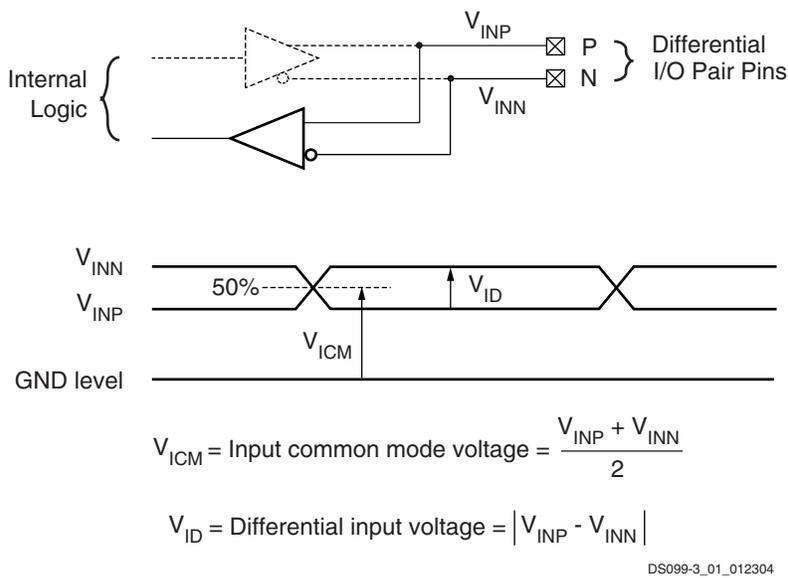 V_INP
P
Differential
I/O Pair Pins
N
Internal
Logic
V_INN
V_INN
50%
V_ID
V_INP
V_ICM
GND level
V_ICM = Input common mode voltage = (V_INP + V_INN) / 2
V_ID = Differential input voltage = |V_INP - V_INN|
DS099-3_01_012304